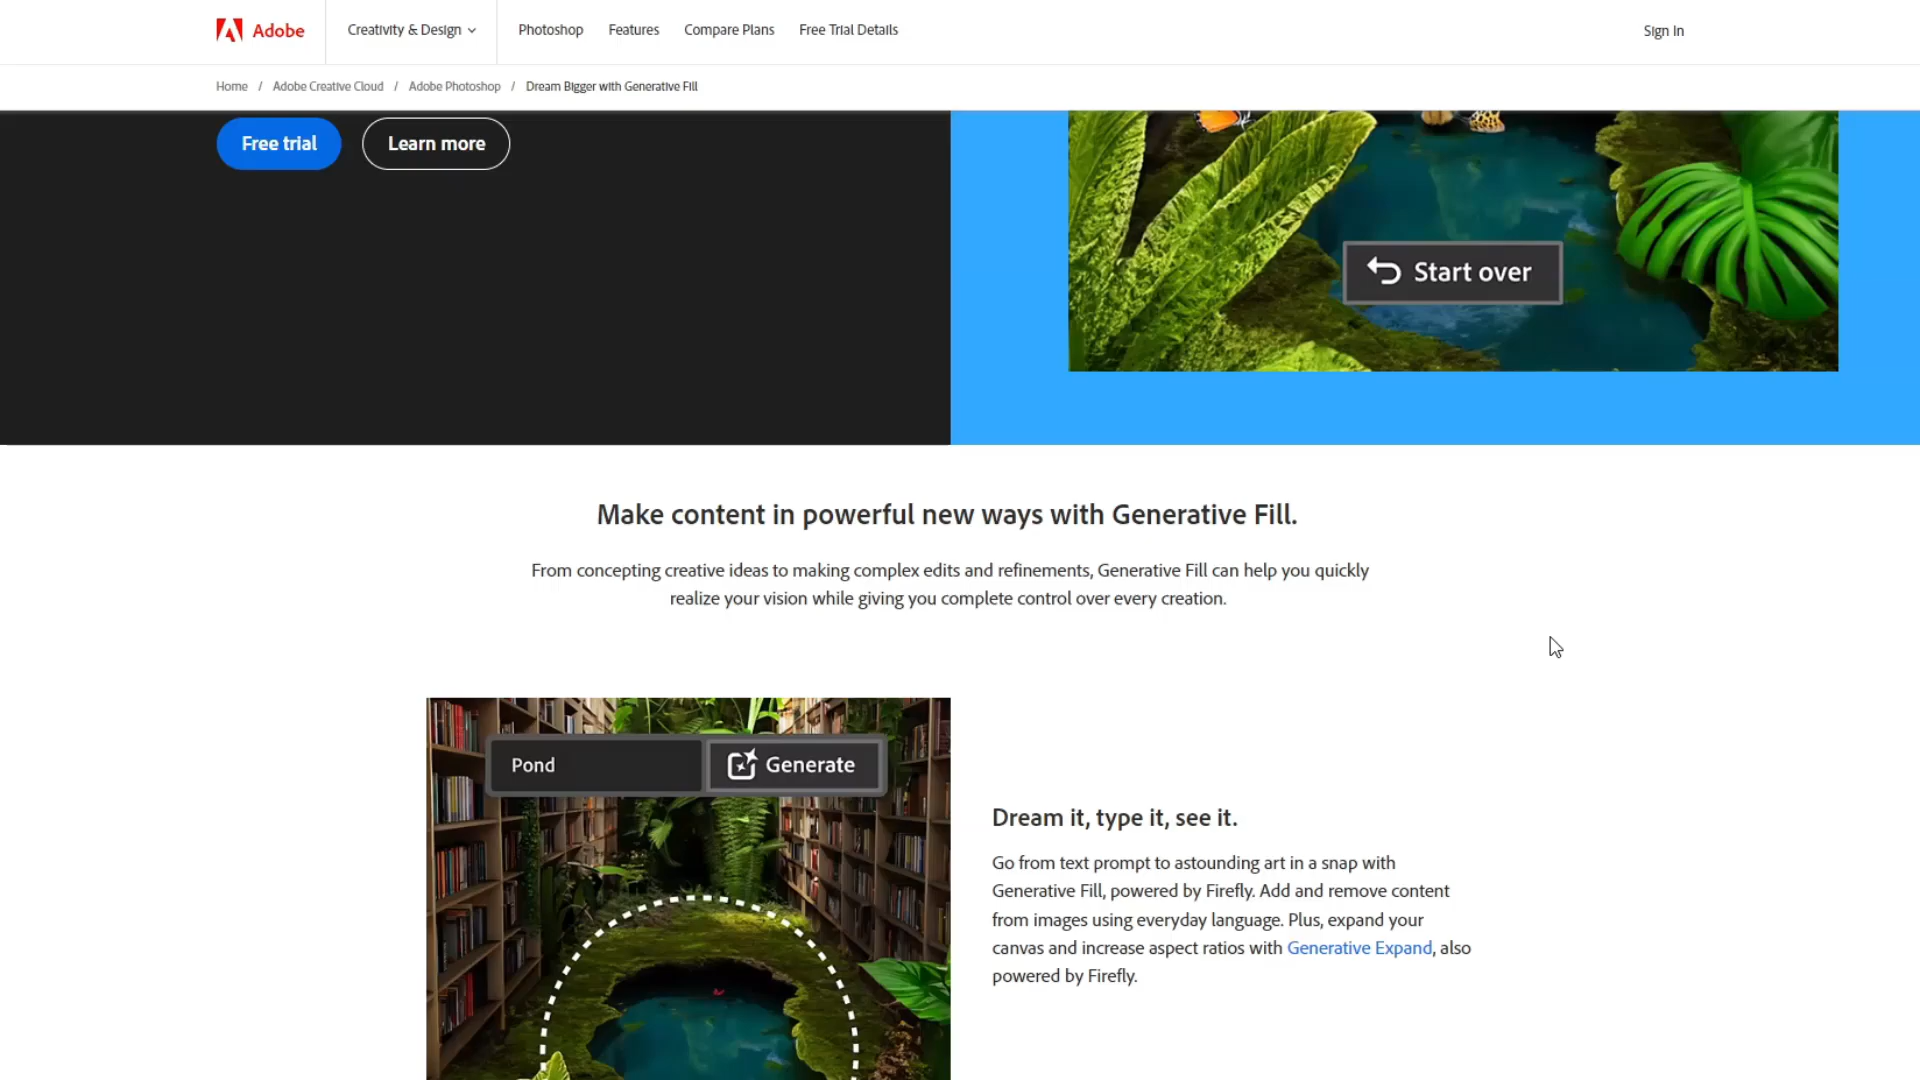 Adobe
Creativity & Design
Photoshop
Features
Compare Plans
Free Trial Details
Sign In
Home / Adobe Creative Cloud / Adobe Photoshop / Dream Bigger with Generative Fill
Free trial
Learn more
Start over
Make content in powerful new ways with Generative Fill.
From concepting creative ideas to making complex edits and refinements, Generative Fill can help you quickly
realize your vision while giving you complete control over every creation.
Pond
Generate
Dream it, type it, see it.
Go from text prompt to astounding art in a snap with
Generative Fill, powered by Firefly. Add and remove content
from images using everyday language. Plus, expand your
canvas and increase aspect ratios with Generative Expand, also
powered by Firefly.